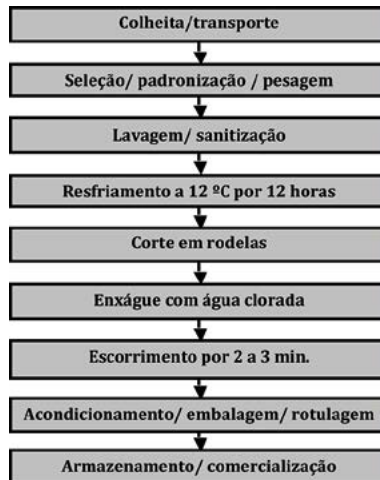 Colheita/transporte
Seleção/ padronização / pesagem
Lavagem/ sanitização
Resfriamento a 12 ºC por 12 horas
Corte em rodelas
Enxágue com água clorada
Escorrimento por 2 a 3 min.
Acondicionamento/ embalagem/ rotulagem
Armazenamento/ comercialização